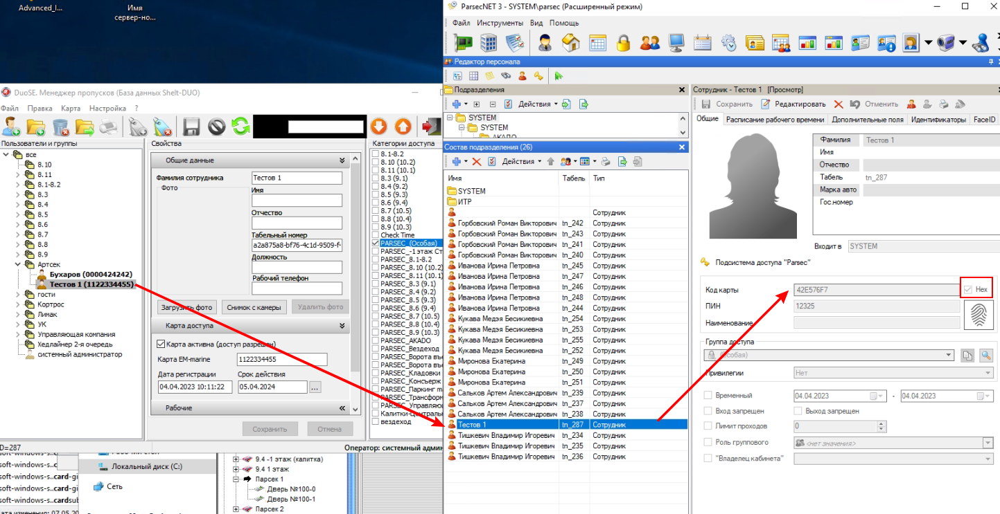 Advanced_l...
Имя
сервер-но...
DuoSE. Менеджер пропусков (База данных Shelt-DUO)
Файл Правка Карта Настройка ?
Пользователи и группы
все
8.10
8.11
8.1-8.2
8.3
8.4
8.5
8.6
8.7
8.8
8.9
Артсек
Бухаров (0000424242)
Тестов 1 (1122334455)
гости
Кортрос
Линак
УК
Управляющая компания
Хедлайнер 2-я очередь
системный администратор
Свойства
Общие данные
Фамилия сотрудника Тестов 1
Фото
Имя
Отчество
Табельный номер
a2a875a8-bf76-4c1d-9509-f
Должность
Рабочий телефон
Загрузить фото Снимок с камеры Удалить фото
Карта доступа
Карта активна (доступ разрешен)
Карта EM-marine 1122334455
Дата регистрации Срок действия
04.04.2023 10:11:22 05.04.2024 ...
Рабочие
Сохранить Отмена
Категории доступа
8.1-8.2
8.10 (10.2)
8.11 (10.1)
8.3 (9.1)
8.4 (9.2)
8.5 (9.3)
8.6 (9.4)
8.7 (10.5)
8.8 (10.4)
8.9 (10.3)
Check Time
PARSEC_(Особая)
PARSEC_-1 этаж Ст
PARSEC_8.1-8.2
PARSEC_8.10 (10.2)
PARSEC_8.11 (10.1)
PARSEC_8.3 (9.1)
PARSEC_8.4 (9.2)
PARSEC_8.5 (9.3)
PARSEC_8.6 (9.4)
PARSEC_8.7 (10.5)
PARSEC_8.8 (10.4)
PARSEC_8.9 (10.3)
PARSEC_AKADO
PARSEC_Вездеход
PARSEC_Ворота въе
PARSEC_Ворота въе
PARSEC_Кладовки
PARSEC_Консьерж
PARSEC_Паркинг
PARSEC_Трансформ
PARSEC_Управляющ
Калитки-Централь
вездеход
D=287 Оператор: системный админ
soft-windows-s..card-gi
soft-windows-s..card-gi
soft-windows-s..cardsub
Локальный диск (C:)
Сеть
9.4 -1 этаж (калитка)
9.4 1 этаж
Парсек 1
Дверь №100-0
Дверь №100-1
Парсек 2
ParsecNET 3 - SYSTEM\parsec (Расширенный режим)
Файл Инструменты Вид Помощь
Редактор персонала
Подразделения
Действия
SYSTEM
SYSTEM
АКАДО
Состав подразделения (26)
Действия
Имя Табель Тип
SYSTEM
ИТР
Сотрудник
Горбовский Роман Викторович tn_242 Сотрудник
Горбовский Роман Викторович tn_243 Сотрудник
Горбовский Роман Викторович tn_241 Сотрудник
Горбовский Роман Викторович tn_240 Сотрудник
Иванова Ирина Петровна tn_245 Сотрудник
Иванова Ирина Петровна tn_247 Сотрудник
Иванова Ирина Петровна tn_246 Сотрудник
Иванова Ирина Петровна tn_248 Сотрудник
Иванова Ирина Петровна tn_244 Сотрудник
Кукава Медэя Бесикиевна tn_254 Сотрудник
Кукава Медэя Бесикиевна tn_253 Сотрудник
Кукава Медэя Бесикиевна tn_255 Сотрудник
Кукава Медэя Бесикиевна tn_252 Сотрудник
Миронова Екатерина tn_249 Сотрудник
Миронова Екатерина tn_250 Сотрудник
Миронова Екатерина tn_251 Сотрудник
Сальков Артем Александрович tn_239 Сотрудник
Сальков Артем Александрович tn_237 Сотрудник
Сальков Артем Александрович tn_238 Сотрудник
Тестов 1 tn_287 Сотрудник
Тишкевич Владимир Игоревич tn_234 Сотрудник
Тишкевич Владимир Игоревич tn_235 Сотрудник
Тишкевич Владимир Игоревич tn_236 Сотрудник
Сотрудник - Тестов 1 [Просмотр]
Сохранить Редактировать Отменить
Общие Расписание рабочего времени Дополнительные поля Идентификаторы FaceID
Фамилия Тестов 1
Имя
Отчество
Табель tn_287
Марка авто
Гос.номер
Входит в SYSTEM
Подсистема доступа "Parsec"
Код карты 42E576F7 Hex
ПИН 12325
Наименование
Группа доступа
(Особая)
Привилегии Нет
Временный 04.04.2023 - 04.04.2023
Вход запрещен Выход запрещен
Лимит проходов 0
Роль группового <нет значения>
"Владелец кабинета"